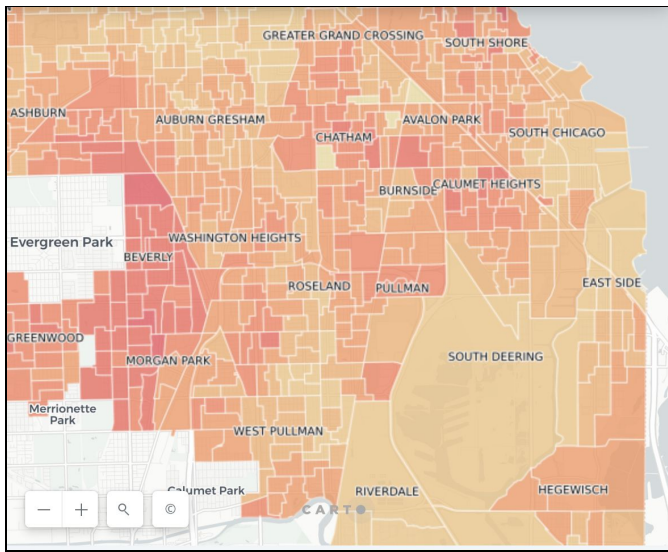 GREATER GRAND CROSSING
SOUTH SHORE
ASHBURN
AUBURN GRESHAM
CHATHAM
AVALON PARK
SOUTH CHICAGO
BURNSIDE
CALUMET HEIGHTS
Evergreen Park
WASHINGTON HEIGHTS
BEVERLY
ROSELAND
PULLMAN
EAST SIDE
GREENWOOD
MORGAN PARK
SOUTH DEERING
Merrionette
Park
WEST PULLMAN
Calumet Park
RIVERDALE
HEGEWISCH
CARTO
− + ©